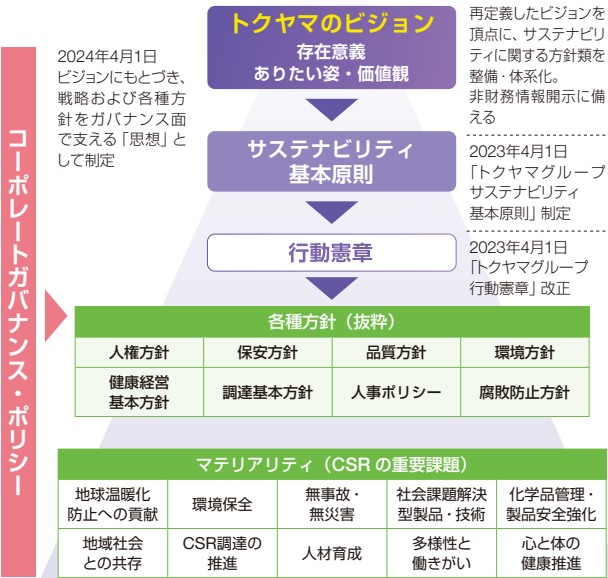 コーポレートガバナンス・ポリシー
2024年4月1日
ビジョンにもとづき、
戦略および各種方
針をガバナンス面
で支える「思想」と
して制定
トクヤマのビジョン
存在意義
ありたい姿・価値観
再定義したビジョンを
頂点に、サステナビリ
ティに関する方針類を
整備・体系化。
非財務情報開示に備
える
サステナビリティ
基本原則
2023年4月1日
「トクヤマグループ
サステナビリティ
基本原則」制定
行動憲章
2023年4月1日
「トクヤマグループ
行動憲章」改正
各種方針（抜粋）
人権方針
保安方針
品質方針
環境方針
健康経営
基本方針
調達基本方針
人事ポリシー
腐敗防止方針
マテリアリティ（CSR の重要課題）
地球温暖化
防止への貢献
環境保全
無事故・
無災害
社会課題解決
型製品・技術
化学品管理・
製品安全強化
地域社会
との共存
CSR調達の
推進
人材育成
多様性と
働きがい
心と体の
健康推進